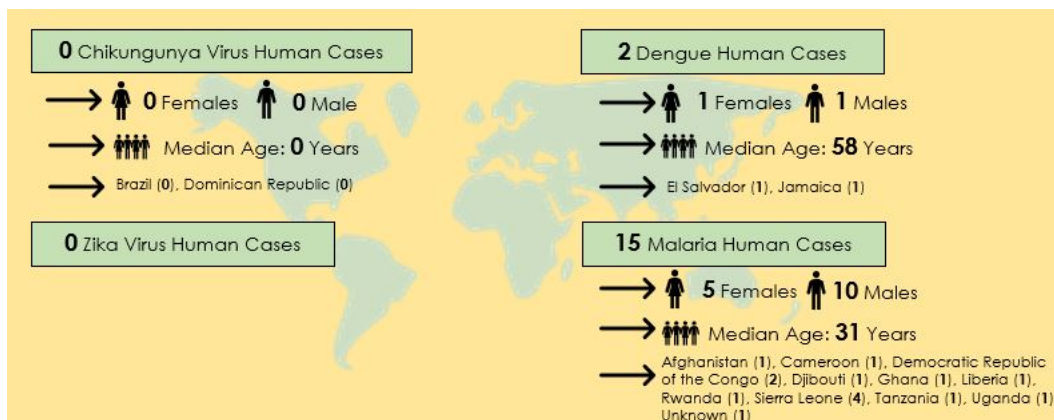 0 Chikungunya Virus Human Cases
0 Females 0 Male
Median Age: 0 Years
Brazil (0), Dominican Republic (0)
0 Zika Virus Human Cases
2 Dengue Human Cases
1 Females 1 Males
Median Age: 58 Years
El Salvador (1), Jamaica (1)
15 Malaria Human Cases
5 Females 10 Males
Median Age: 31 Years
Afghanistan (1), Cameroon (1), Democratic Republic
of the Congo (2), Djibouti (1), Ghana (1), Liberia (1),
Rwanda (1), Sierra Leone (4), Tanzania (1), Uganda (1)
Unknown (1)